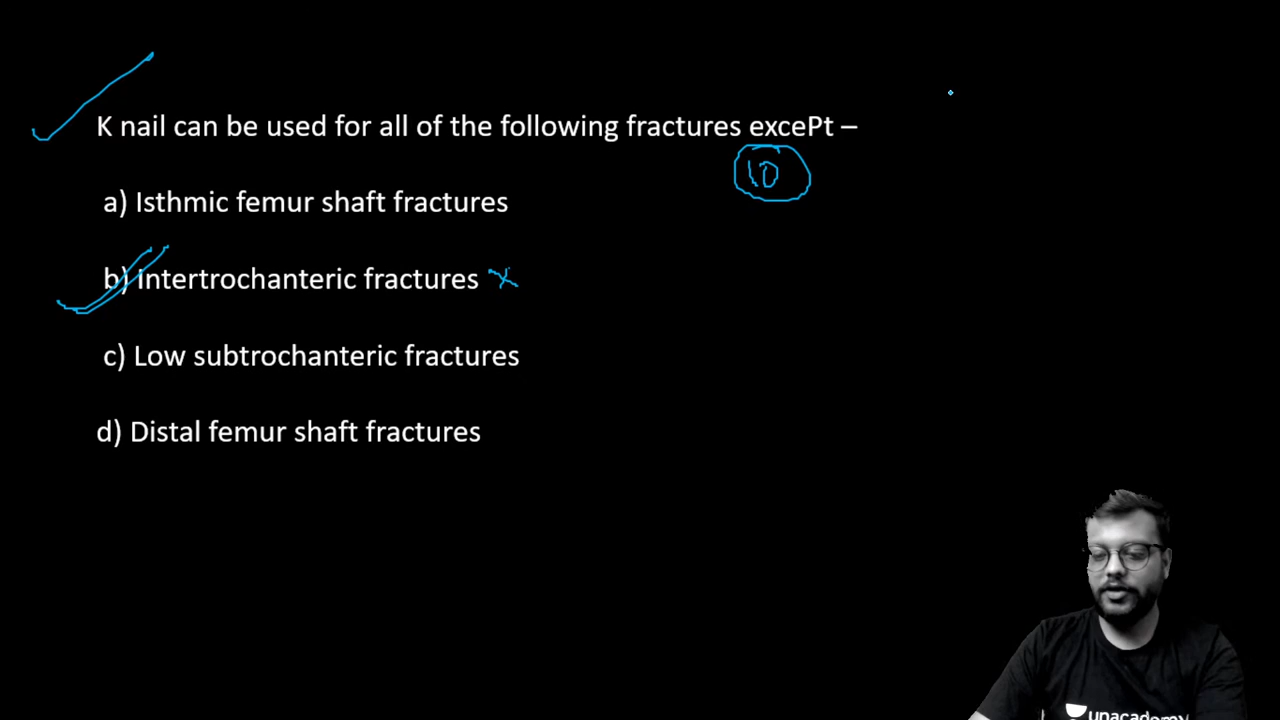 K nail can be used for all of the following fractures excePt –
10
a) Isthmic femur shaft fractures
b) Intertrochanteric fractures x
c) Low subtrochanteric fractures
d) Distal femur shaft fractures
unacademy